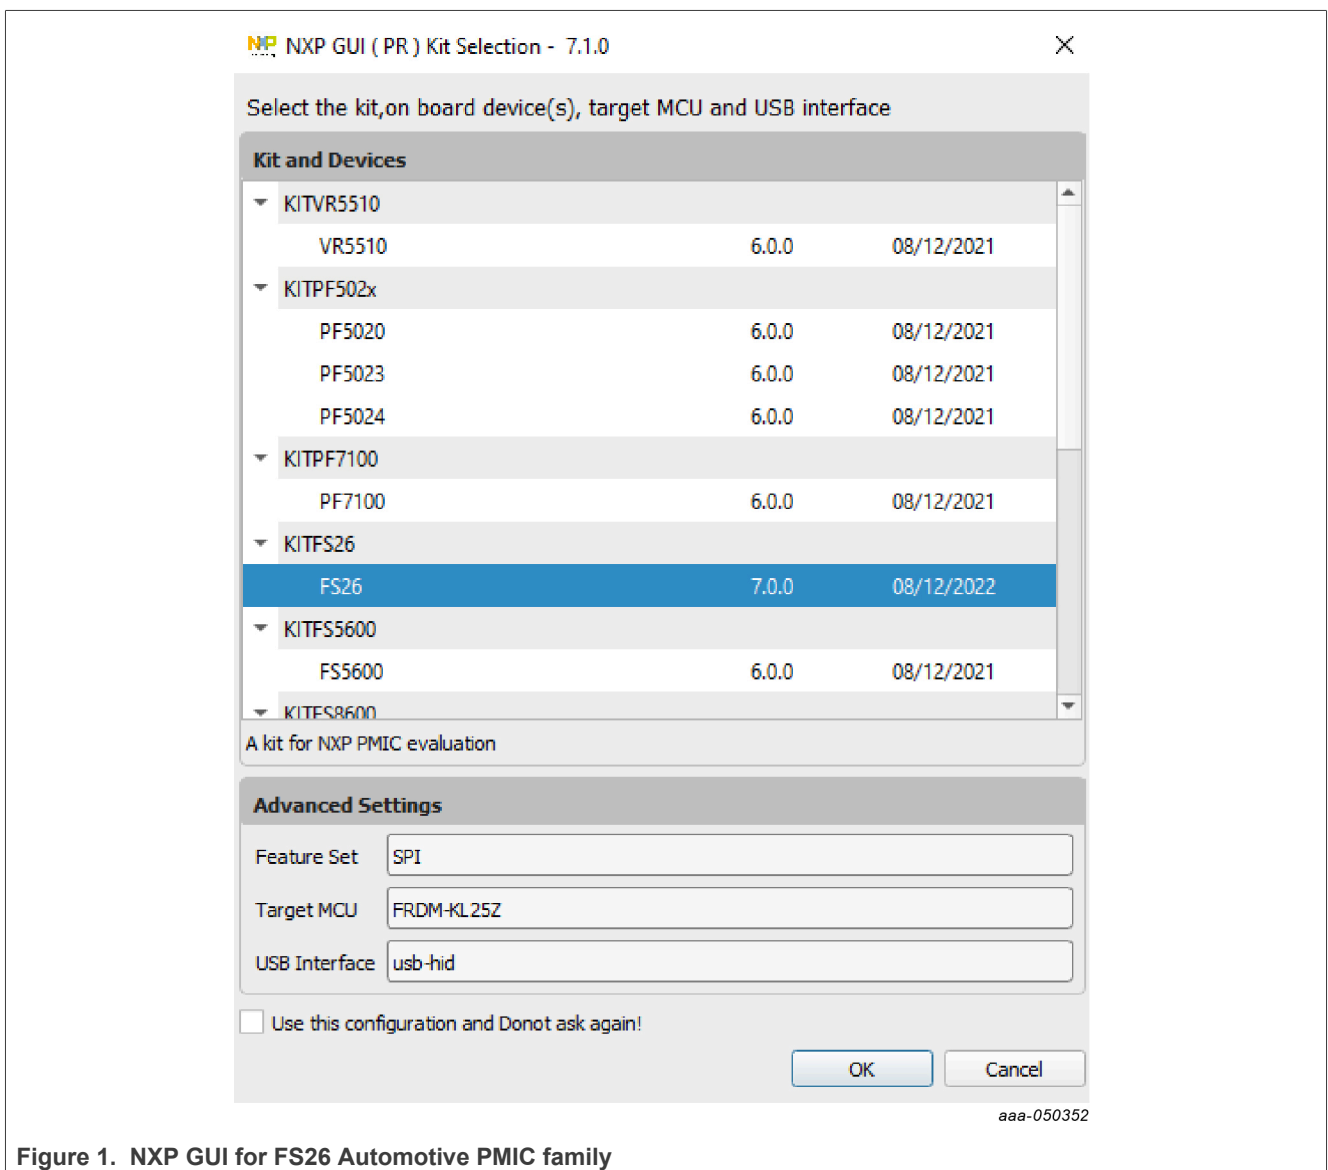 NXP GUI ( PR ) Kit Selection - 7.1.0
Select the kit,on board device(s), target MCU and USB interface
Kit and Devices
KITVR5510
VR5510 6.0.0 08/12/2021
KITPF502x
PF5020 6.0.0 08/12/2021
PF5023 6.0.0 08/12/2021
PF5024 6.0.0 08/12/2021
KITPF7100
PF7100 6.0.0 08/12/2021
KITFS26
FS26 7.0.0 08/12/2022
KITFS5600
FS5600 6.0.0 08/12/2021
KITFS8600
A kit for NXP PMIC evaluation
Advanced Settings
Feature Set SPI
Target MCU FRDM-KL25Z
USB Interface usb-hid
Use this configuration and Donot ask again!
OK Cancel
aaa-050352
Figure 1. NXP GUI for FS26 Automotive PMIC family